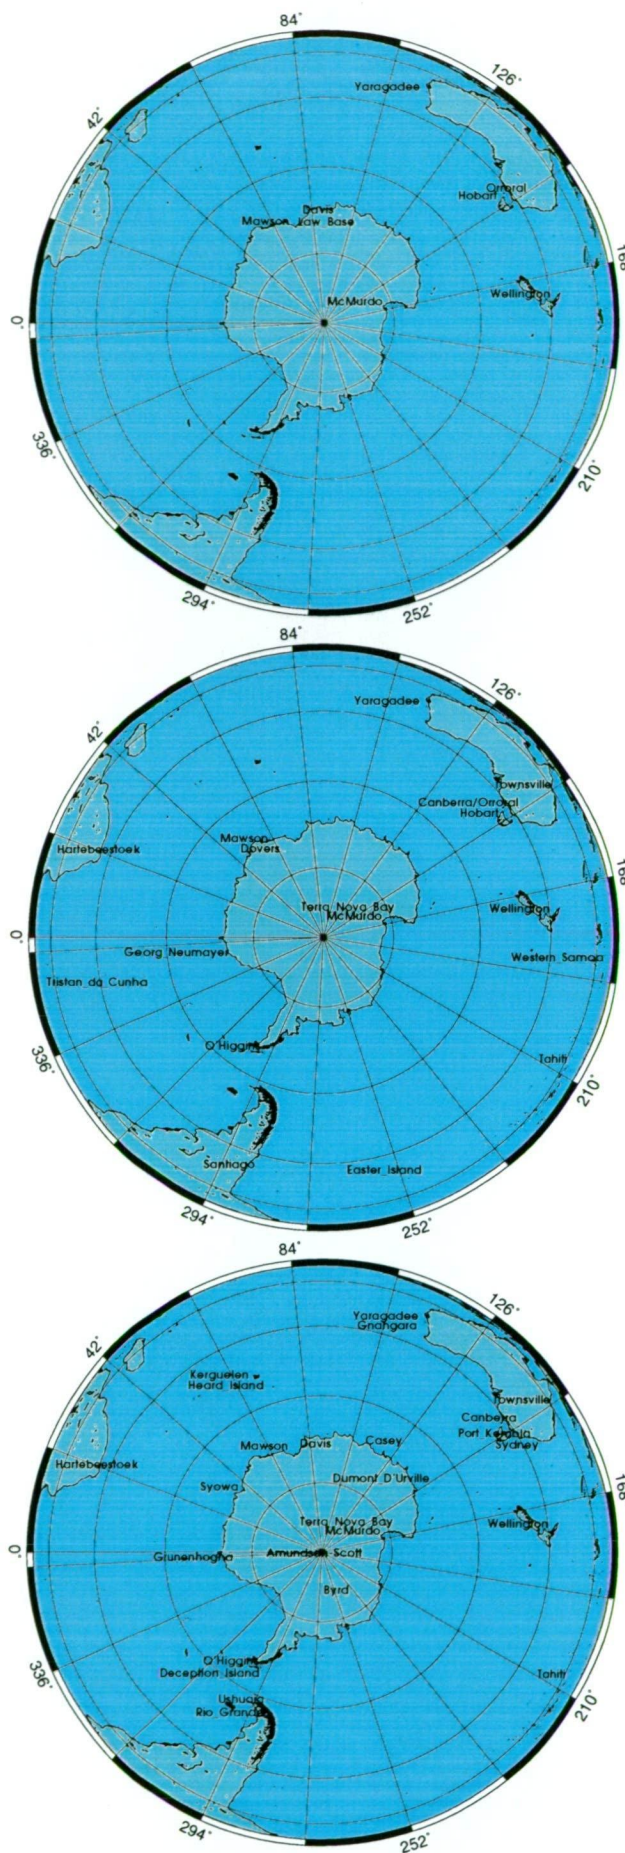 84°
126°
Yaragadee
42°
Orroral
Hobart
Davis
Mawson Law Base
168°
McMurdo
Wellington
0°
336°
210°
294°
252°
84°
126°
Yaragadee
42°
Townsville
Canberra/Orroral
Hobart
Mawson
Dovers
Hartebeestoek
168°
Terra Nova Bay
McMurdo
Wellington
0°
Georg Neumayer
Western Samoa
Tristan da Cunha
O'Higgins
Tahiti
336°
210°
Santiago
Easter Island
294°
252°
84°
126°
Yaragadee
Gnangara
42°
Kerguelen
Heard Island
Townsville
Canberra
Port Kembla
Sydney
Mawson Davis Casey
Hartebeestoek
Dumont D'Urville
Syowa
168°
Terra Nova Bay
McMurdo
Wellington
0°
Amundsen-Scott
Grunenhogna
Byrd
O'Higgins
Deception Island
Tahiti
336°
Ushuaia
Rio Grande
210°
294°
252°